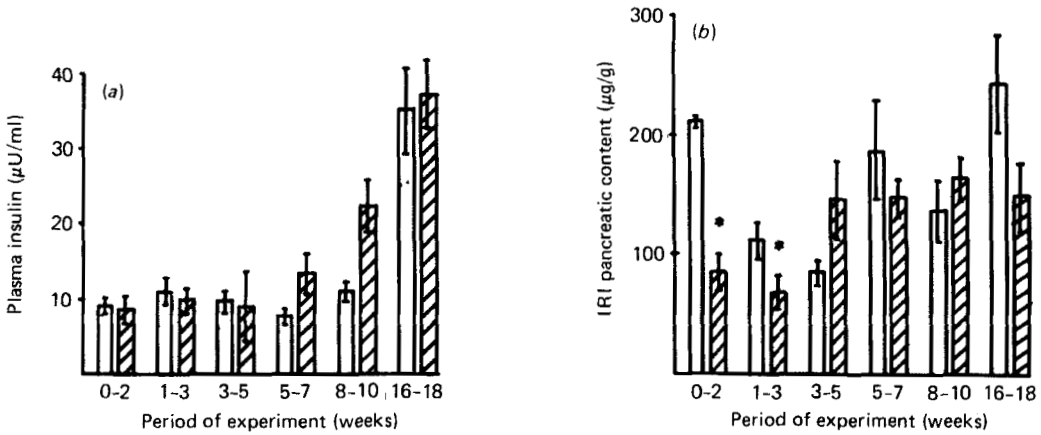 (a)
Plasma insulin (μU/ml)
40
30
20
10
0–2 1–3 3–5 5–7 8–10 16–18
Period of experiment (weeks)
(b)
IRI pancreatic content (μg/g)
300
200
100
*
*
0–2 1–3 3–5 5–7 8–10 16–18
Period of experiment (weeks)